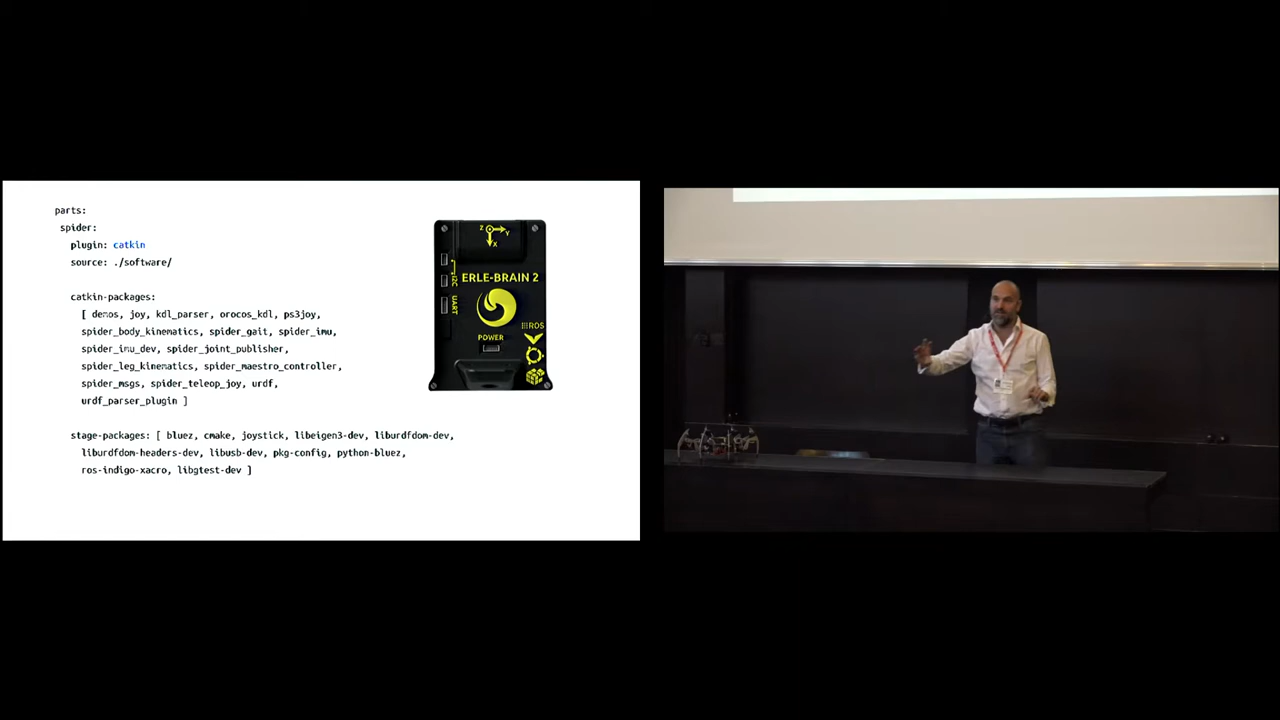 parts:
spider:
plugin: catkin
source: ./software/
catkin-packages:
[ demos, joy, kdl_parser, orocos_kdl, ps3joy,
spider_body_kinematics, spider_gait, spider_imu,
spider_imu_dev, spider_joint_publisher,
spider_leg_kinematics, spider_maestro_controller,
spider_msgs, spider_teleop_joy, urdf,
urdf_parser_plugin ]
stage-packages: [ bluez, cmake, joystick, libeigen3-dev, liburdfdom-dev,
liburdfdom-headers-dev, libusb-dev, pkg-config, python-bluez,
ros-indigo-xacro, libgtest-dev ]
Z
Y
X
I2C
ERLE-BRAIN 2
UART
ROS
POWER